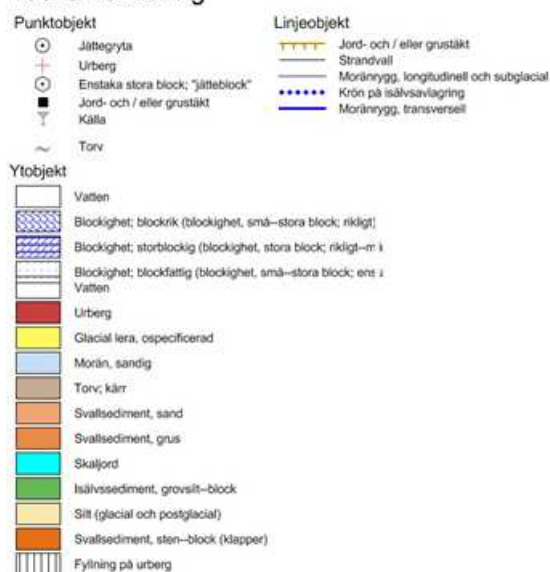 Punktobjekt
Jättegryta
Urberg
Enstaka stora block; "jätteblock"
Jord- och / eller grustäkt
Källa
Torv
Linjeobjekt
Jord- och / eller grustäkt
Strandvall
Moränrygg, longitudinell och subglacial
Krön på isälvsavlagring
Moränrygg, transversell
Ytobjekt
Vatten
Blockighet; blockrik (blockighet, små--stora block; rikligt)
Blockighet; storblockig (blockighet, stora block; rikligt--m
Blockighet; blockfattig (blockighet, små--stora block; ens
Vatten
Urberg
Glacial lera, ospecificerad
Morän, sandig
Torv; kärr
Svallsediment, sand
Svallsediment, grus
Skaljord
Isälvssediment, grovsilt--block
Silt (glacial och postglacial)
Svallsediment, sten--block (klapper)
Fyllning på urberg